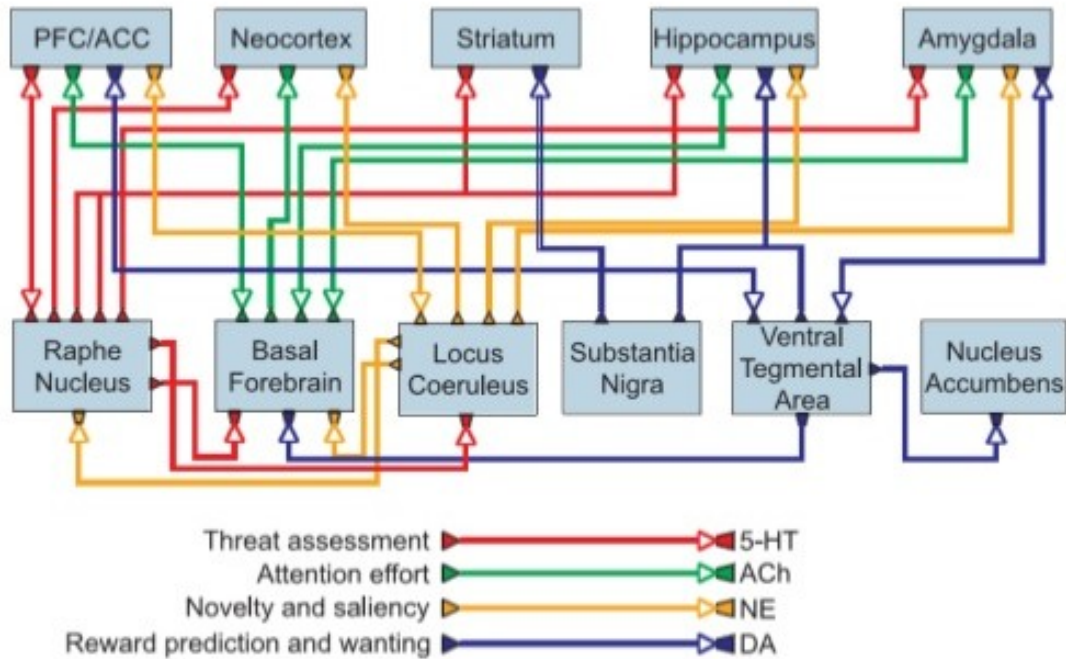 PFC/ACC
Neocortex
Striatum
Hippocampus
Amygdala
Raphe
Nucleus
Basal
Forebrain
Locus
Coeruleus
Substantia
Nigra
Ventral
Tegmental
Area
Nucleus
Accumbens
Threat assessment 5-HT
Attention effort ACh
Novelty and saliency NE
Reward prediction and wanting DA